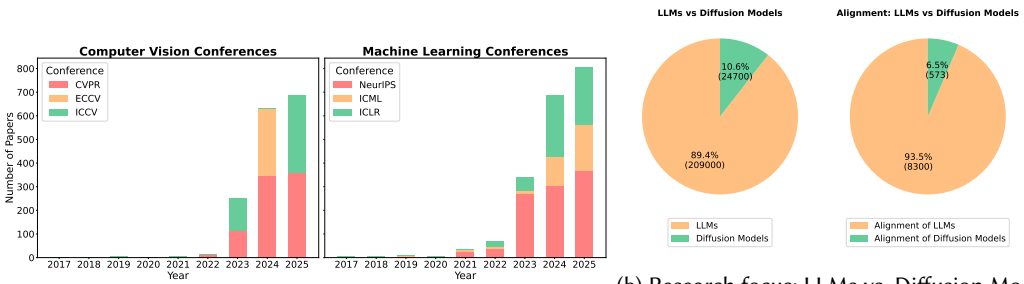 Computer Vision Conferences
Conference
CVPR
ECCV
ICCV
Number of Papers
800
700
600
500
400
300
200
100
0
2017 2018 2019 2020 2021 2022 2023 2024 2025
Year
Machine Learning Conferences
Conference
NeurIPS
ICML
ICLR
2017 2018 2019 2020 2021 2022 2023 2024 2025
Year
LLMs vs Diffusion Models
10.6%
(24700)
89.4%
(209000)
LLMs
Diffusion Models
Alignment: LLMs vs Diffusion Models
6.5%
(573)
93.5%
(8300)
Alignment of LLMs
Alignment of Diffusion Models
(b) Research focus: LLMs vs. Diffusion Mo